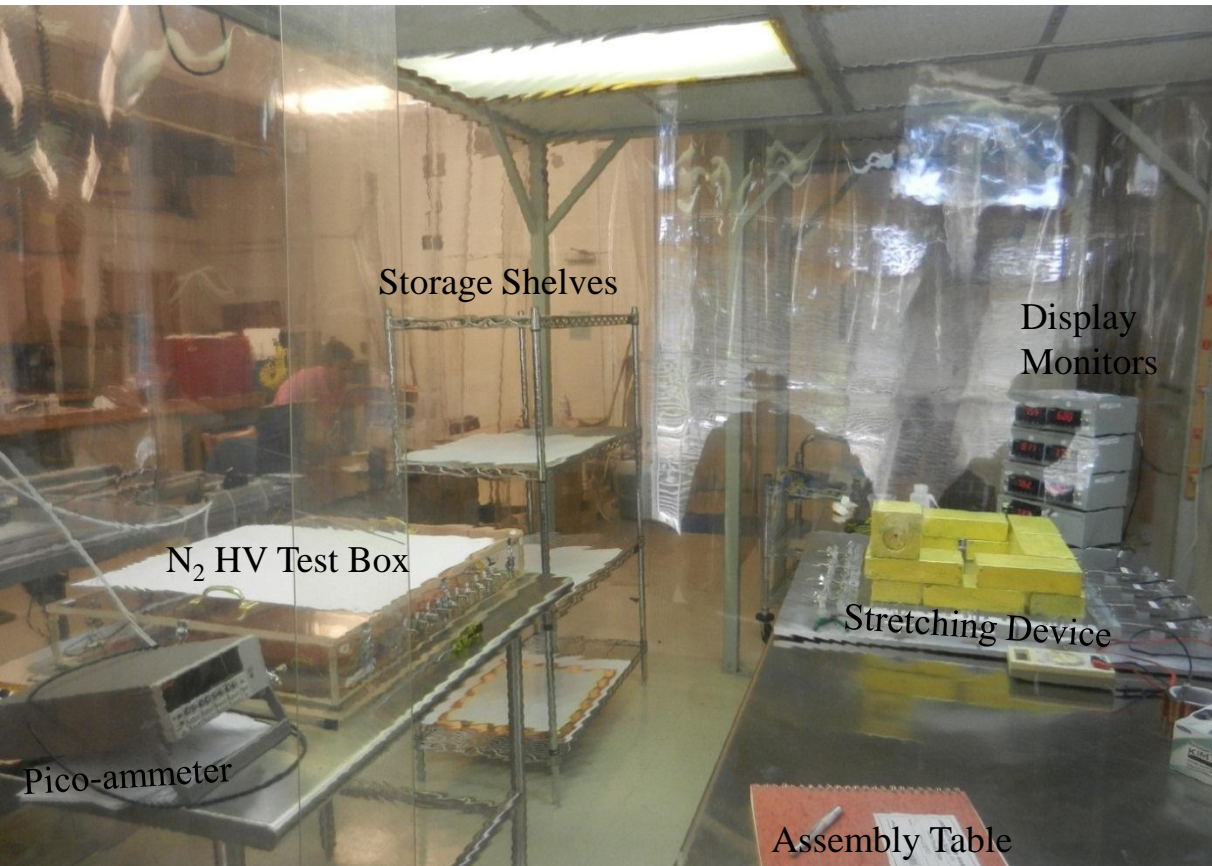 Storage Shelves
Display
Monitors
N₂ HV Test Box
Stretching Device
Pico-ammeter
Assembly Table